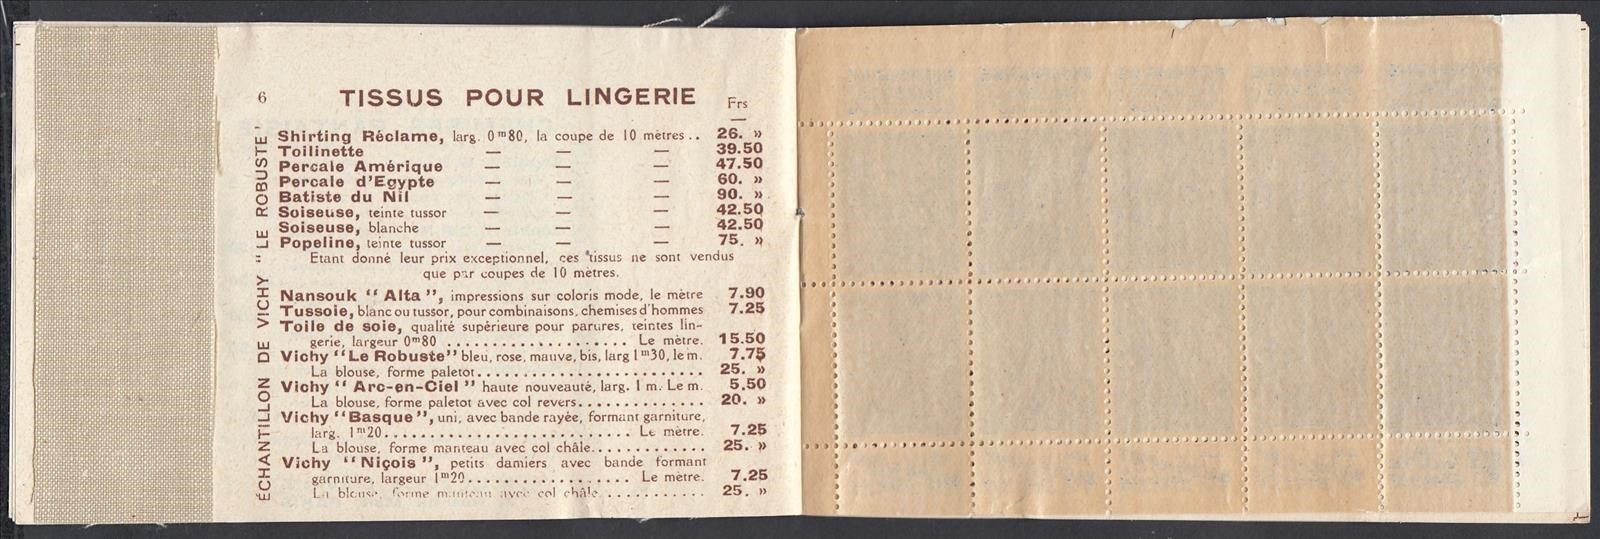 6
TISSUS POUR LINGERIE
Frs
ÉCHANTILLON DE VICHY "LE ROBUSTE"
Shirting Réclame, larg. 0m80, la coupe de 10 mètres .. 26. »
Toilinette — — — 39.50
Percale Amérique — — — 47.50
Percale d'Egypte — — — 60. »
Batiste du Nil — — — 90. »
Soiseuse, teinte tussor — — — 42.50
Soiseuse, blanche — — — 42.50
Popeline, teinte tussor — — — 75. »
Etant donné leur prix exceptionnel, ces tissus ne sont vendus
que par coupes de 10 mètres.
Nansouk "Alta", impressions sur coloris mode, le mètre 7.90
Tussoie, blanc ou tussor, pour combinaisons, chemises d'hommes 7.25
Toile de soie, qualité supérieure pour parures, teintes lin-
gerie, largeur 0m80 .................. Le mètre. 15.50
Vichy "Le Robuste" bleu, rose, mauve, bis, larg 1m30, le m. 7.75
La blouse, forme paletot........................ 25. »
Vichy "Arc-en-Ciel" haute nouveauté, larg. 1 m. Le m. 5.50
La blouse, forme paletot avec col revers.............. 20. »
Vichy "Basque", uni, avec bande rayée, formant garniture,
larg. 1m20........................... Le mètre. 7.25
La blouse, forme manteau avec col châle............. 25. »
Vichy "Niçois", petits damiers avec bande formant
garniture, largeur 1m20.................. Le mètre. 7.25
La blouse, forme manteau avec col châle............ 25. »